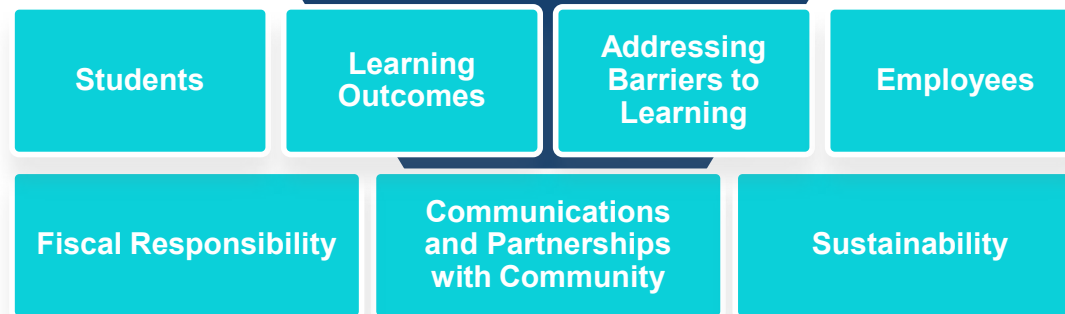 Students
Learning
Outcomes
Addressing
Barriers to
Learning
Employees
Fiscal Responsibility
Communications
and Partnerships
with Community
Sustainability